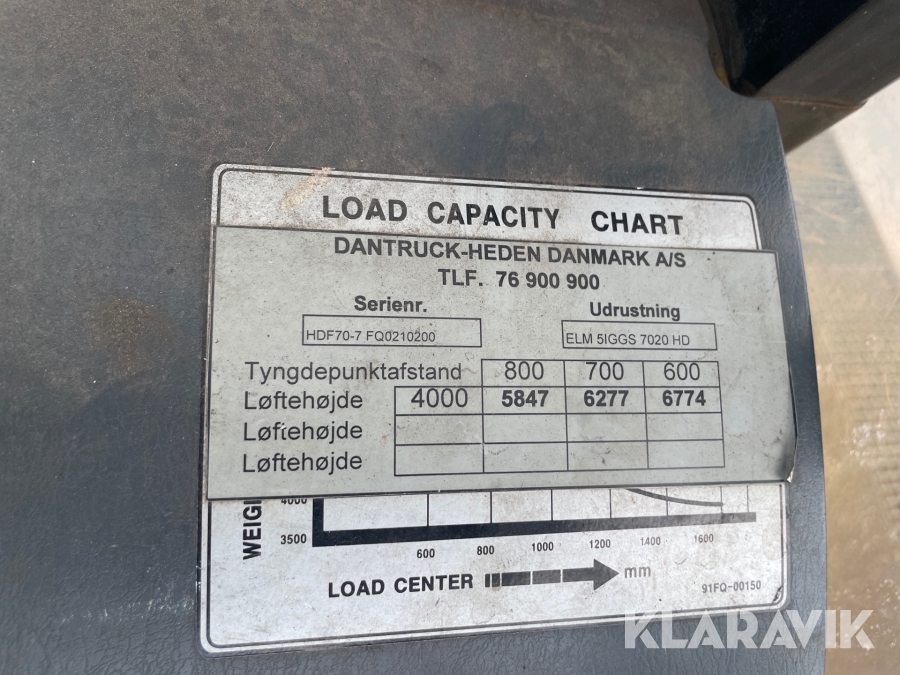 LOAD CAPACITY CHART
DANTRUCK-HEDEN DANMARK A/S
TLF. 76 900 900
Serienr. Udrustning
HDF70-7 FQ0210200 ELM 5IGGS 7020 HD
Tyngdepunktafstand 800 700 600
Løftehøjde 4000 5847 6277 6774
Løftehøjde
Løftehøjde
4000
3500
600 800 1000 1200 1400 1600
LOAD CENTER mm
91FQ-00150
KLARAVIK